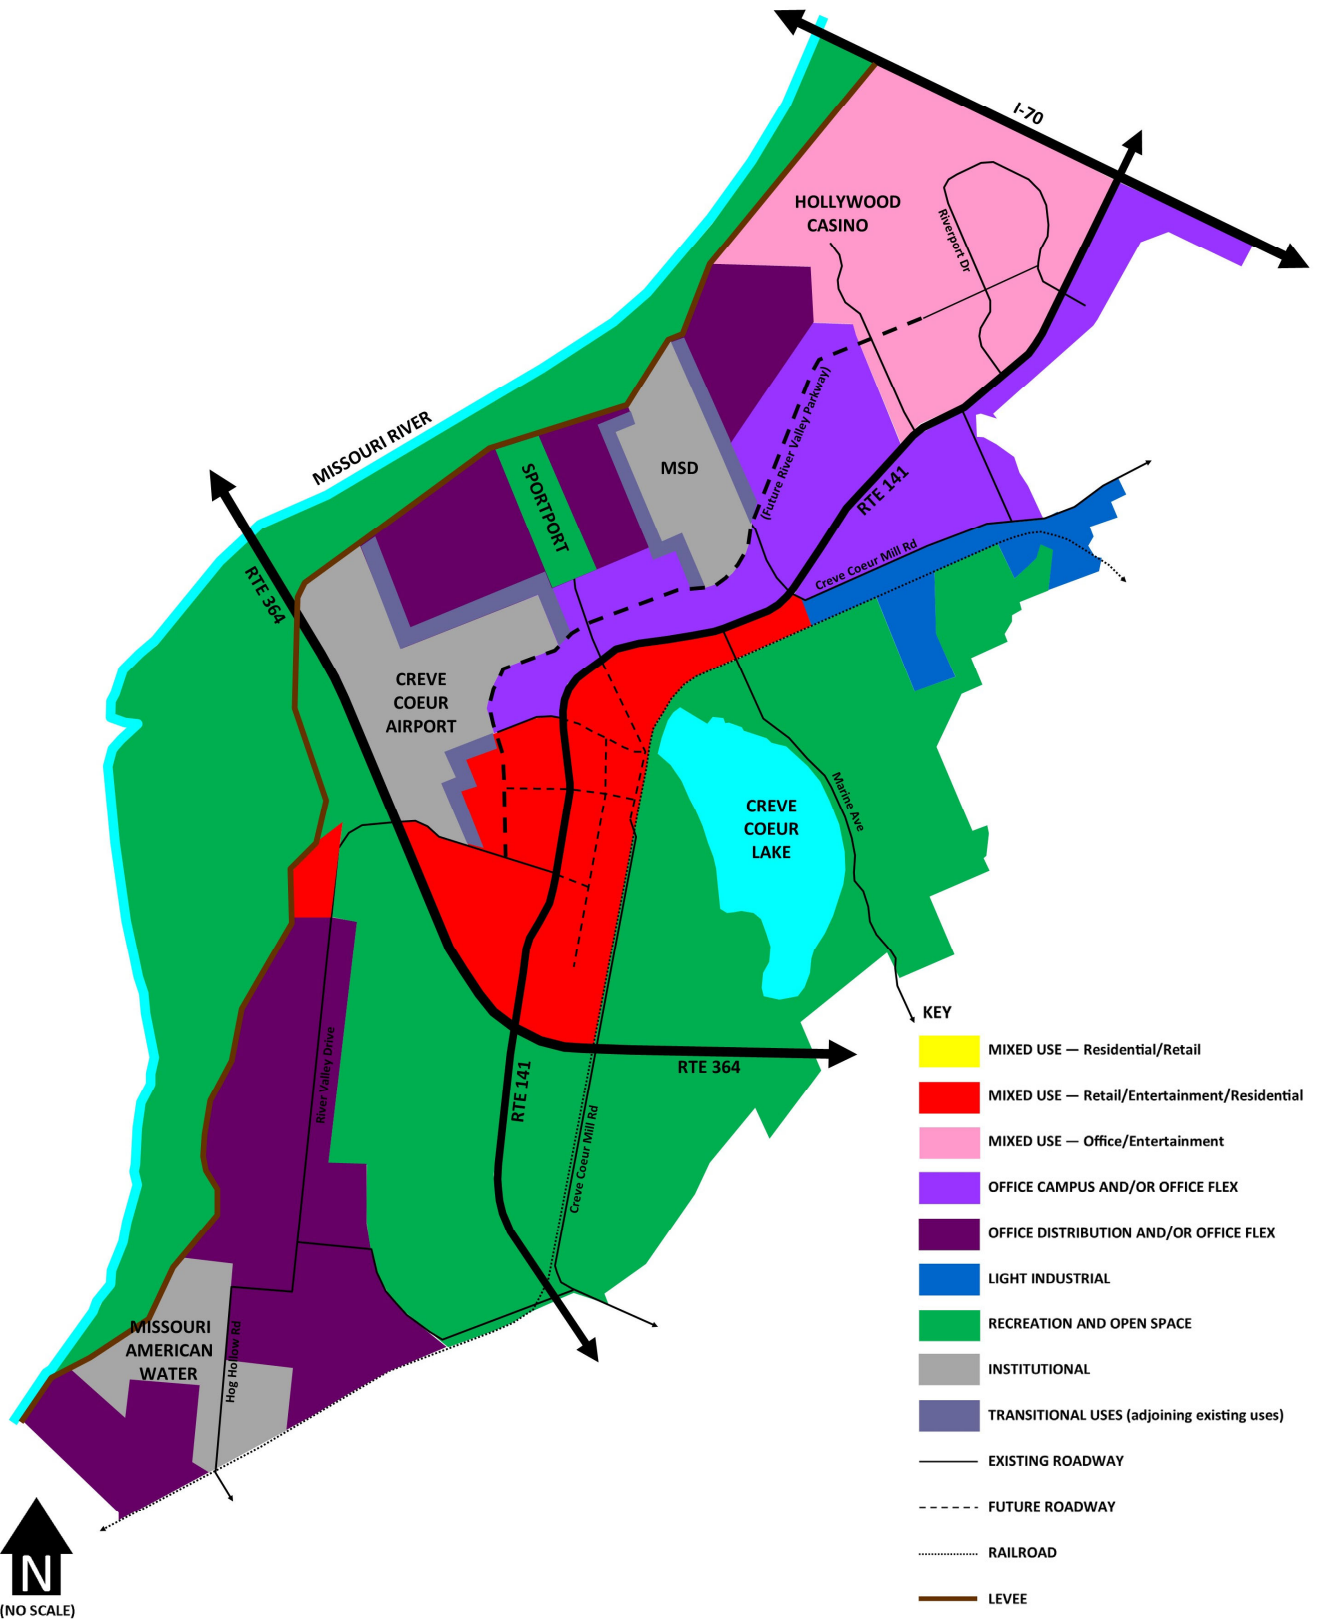 I-70
HOLLYWOOD
CASINO
Riverport Dr
MISSOURI RIVER
(Future River Valley Parkway)
SPORTPORT
MSD
RTE 141
Creve Coeur Mill Rd
RTE 364
CREVE
COEUR
AIRPORT
CREVE
COEUR
LAKE
Marine Ave
RTE 364
RTE 141
River Valley Drive
Creve Coeur Mill Rd
MISSOURI
AMERICAN
WATER
Hog Hollow Rd
N
(NO SCALE)
KEY
MIXED USE — Residential/Retail
MIXED USE — Retail/Entertainment/Residential
MIXED USE — Office/Entertainment
OFFICE CAMPUS AND/OR OFFICE FLEX
OFFICE DISTRIBUTION AND/OR OFFICE FLEX
LIGHT INDUSTRIAL
RECREATION AND OPEN SPACE
INSTITUTIONAL
TRANSITIONAL USES (adjoining existing uses)
EXISTING ROADWAY
FUTURE ROADWAY
RAILROAD
LEVEE